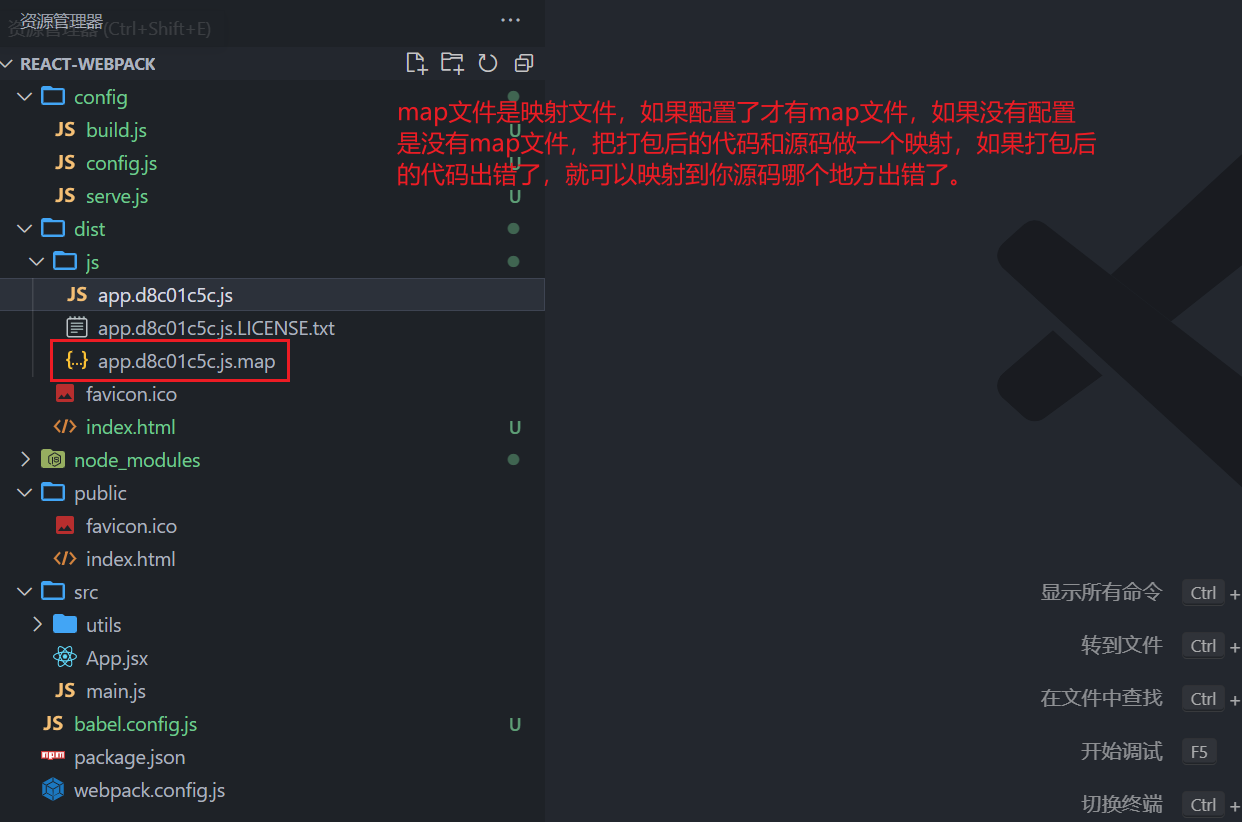 资源管理器
资源管理器 (Ctrl+Shift+E)
REACT-WEBPACK
config
map文件是映射文件，如果配置了才有map文件，如果没有配置
JS build.js U
是没有map文件，把打包后的代码和源码做一个映射，如果打包后
JS config.js U
的代码出错了，就可以映射到你源码哪个地方出错了。
JS serve.js U
dist
js
JS app.d8c01c5c.js
app.d8c01c5c.js.LICENSE.txt
{..} app.d8c01c5c.js.map
favicon.ico
index.html U
node_modules
public
favicon.ico
index.html
src
显示所有命令 Ctrl +
utils
转到文件 Ctrl +
App.jsx
JS main.js
在文件中查找 Ctrl +
JS babel.config.js U
开始调试 F5
npm package.json
webpack.config.js
切换终端 Ctrl +